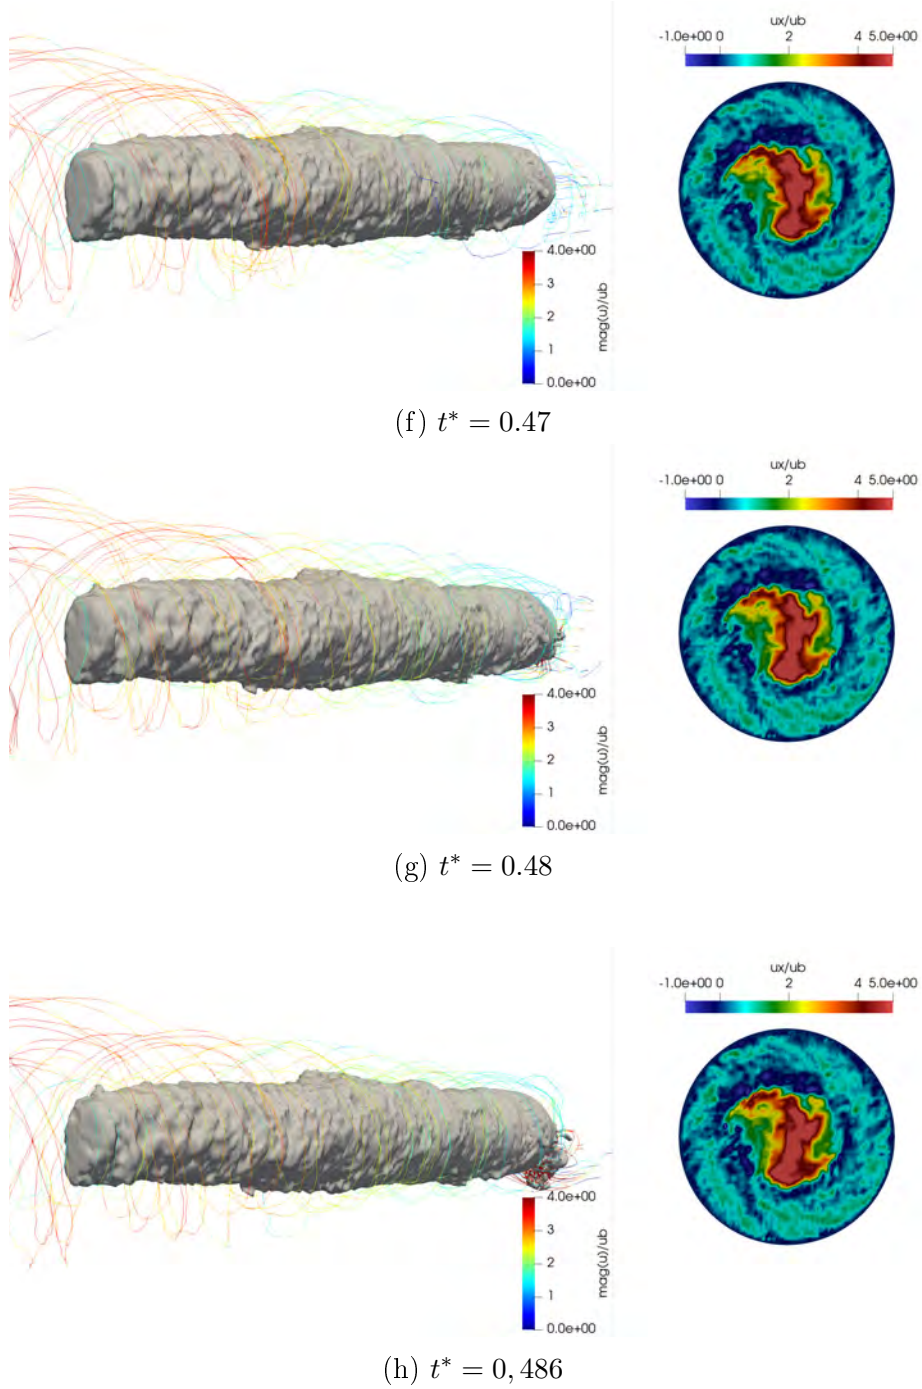 ux/ub
-1.0e+00 0 2 4 5.0e+00
4.0e+00
3
2
1
0.0e+00
mag(u)/ub
(f) t* = 0.47
ux/ub
-1.0e+00 0 2 4 5.0e+00
4.0e+00
3
2
1
0.0e+00
mag(u)/ub
(g) t* = 0.48
ux/ub
-1.0e+00 0 2 4 5.0e+00
4.0e+00
3
2
1
0.0e+00
mag(u)/ub
(h) t* = 0,486